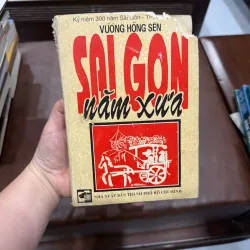 Kỷ niệm 300 năm Sài Gòn - Th
VƯƠNG HỒNG SỂN
SÀI GÒN
năm xưa
NHÀ XUẤT BẢN THÀNH PHỐ HỒ CHÍ MINH